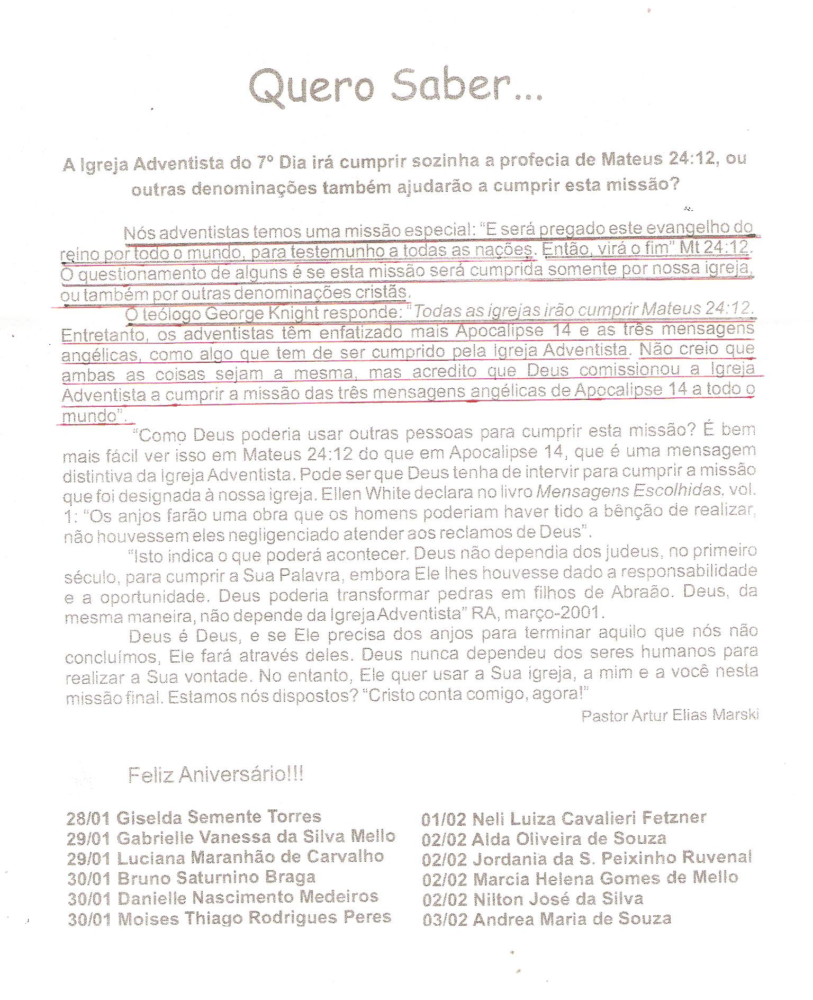 Quero Saber...
A Igreja Adventista do 7º Dia irá cumprir sozinha a profecia de Mateus 24:12, ou
outras denominações também ajudarão a cumprir esta missão?
Nós adventistas temos uma missão especial: “E será pregado este evangelho do
reino por todo o mundo, para testemunho a todas as nações. Então, virá o fim” Mt 24:12.
O questionamento de alguns é se esta missão será cumprida somente por nossa igreja,
ou também por outras denominações cristãs.
O teólogo George Knight responde: “Todas as igrejas irão cumprir Mateus 24:12.
Entretanto, os adventistas têm enfatizado mais Apocalipse 14 e as três mensagens
angélicas, como algo que tem de ser cumprido pela Igreja Adventista. Não creio que
ambas as coisas sejam a mesma, mas acredito que Deus comissionou a Igreja
Adventista a cumprir a missão das três mensagens angélicas de Apocalipse 14 a todo o
mundo”.
“Como Deus poderia usar outras pessoas para cumprir esta missão? É bem
mais fácil ver isso em Mateus 24:12 do que em Apocalipse 14, que é uma mensagem
distintiva da Igreja Adventista. Pode ser que Deus tenha de intervir para cumprir a missão
que foi designada à nossa igreja. Ellen White declara no livro Mensagens Escolhidas, vol.
1: “Os anjos farão uma obra que os homens poderiam haver tido a bênção de realizar,
não houvessem eles negligenciado atender aos reclamos de Deus”.
“Isto indica o que poderá acontecer. Deus não dependia dos judeus, no primeiro
século, para cumprir a Sua Palavra, embora Ele lhes houvesse dado a responsabilidade
e a oportunidade. Deus poderia transformar pedras em filhos de Abraão. Deus, da
mesma maneira, não depende da Igreja Adventista” RA, março-2001.
Deus é Deus, e se Ele precisa dos anjos para terminar aquilo que nós não
concluímos, Ele fará através deles. Deus nunca dependeu dos seres humanos para
realizar a Sua vontade. No entanto, Ele quer usar a Sua igreja, a mim e a você nesta
missão final. Estamos nós dispostos? “Cristo conta comigo, agora!”
Pastor Artur Elias Marski
Feliz Aniversário!!!
28/01 Giselda Semente Torres
29/01 Gabrielle Vanessa da Silva Mello
29/01 Luciana Maranhão de Carvalho
30/01 Bruno Saturnino Braga
30/01 Danielle Nascimento Medeiros
30/01 Moises Thiago Rodrigues Peres
01/02 Neli Luiza Cavalieri Fetzner
02/02 Alda Oliveira de Souza
02/02 Jordania da S. Peixinho Ruvenal
02/02 Marcia Helena Gomes de Mello
02/02 Nilton José da Silva
03/02 Andrea Maria de Souza